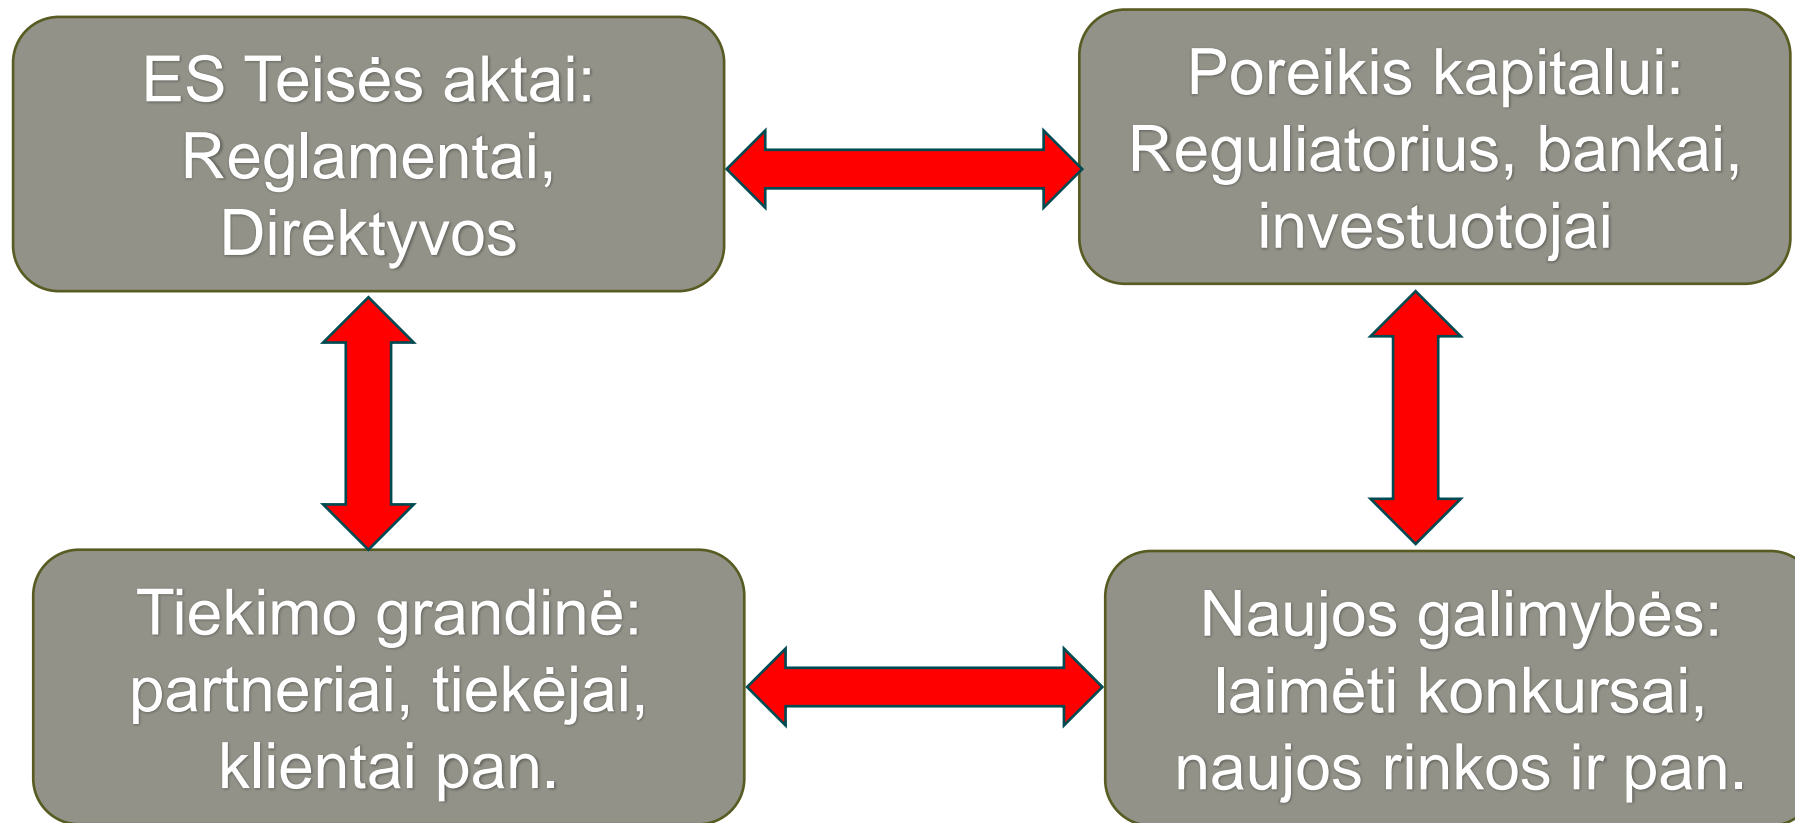 ES Teisės aktai:
Reglamentai,
Direktyvos
Poreikis kapitalui:
Reguliatorius, bankai,
investuotojai
Tiekimo grandinė:
partneriai, tiekėjai,
klientai pan.
Naujos galimybės:
laimėti konkursai,
naujos rinkos ir pan.